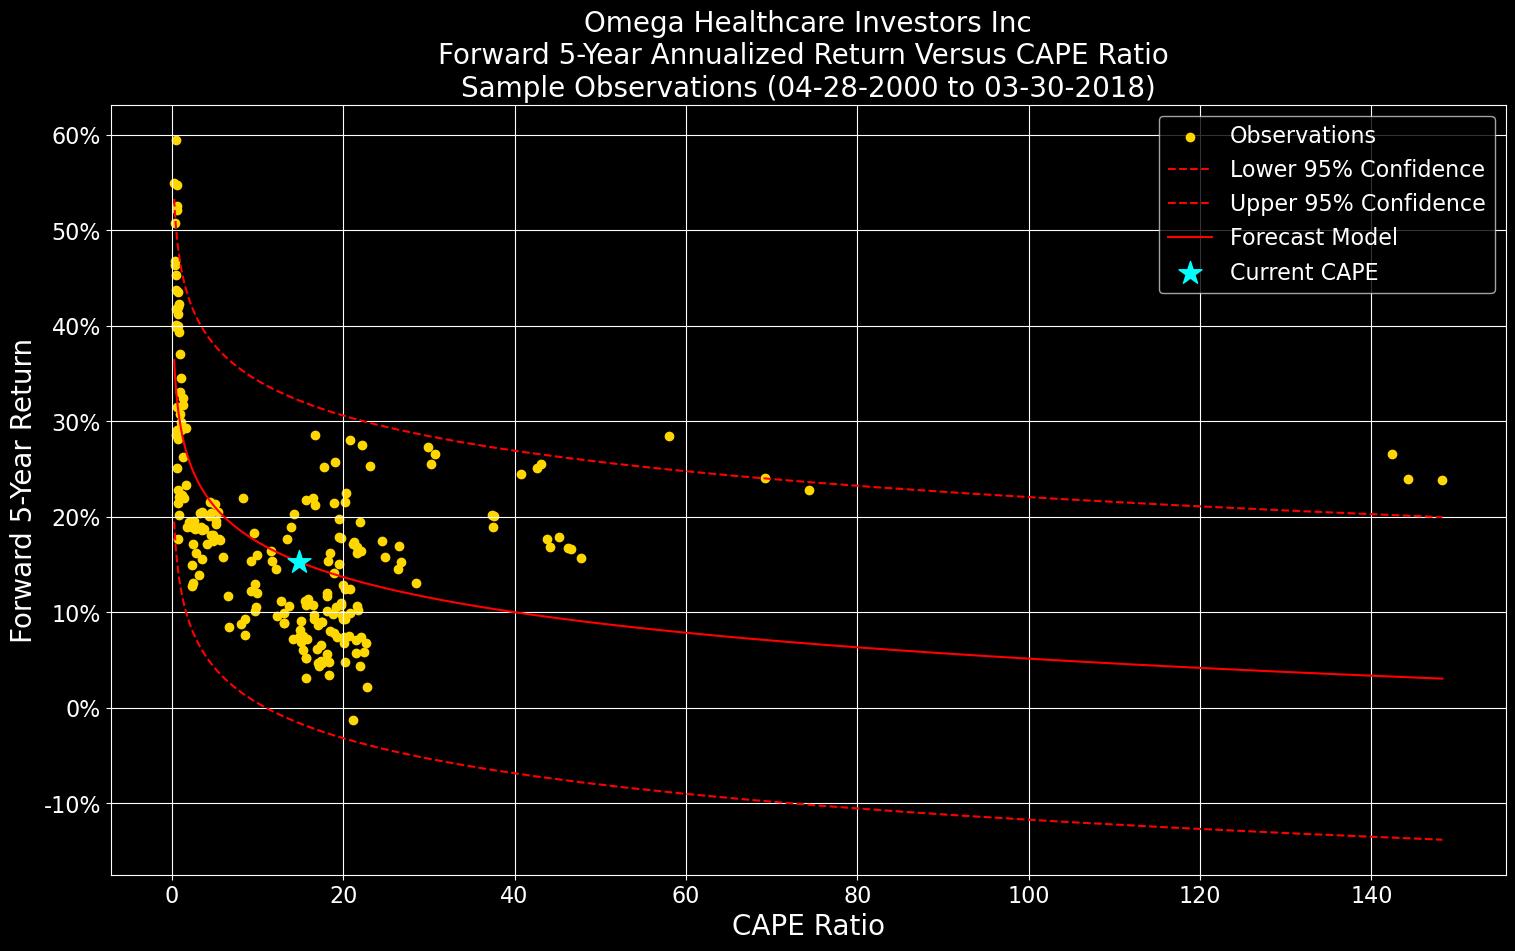 Omega Healthcare Investors Inc
Forward 5-Year Annualized Return Versus CAPE Ratio
Sample Observations (04-28-2000 to 03-30-2018)
Observations
Lower 95% Confidence
Upper 95% Confidence
Forecast Model
Current CAPE
Forward 5-Year Return
60%
50%
40%
30%
20%
10%
0%
-10%
0 20 40 60 80 100 120 140
CAPE Ratio